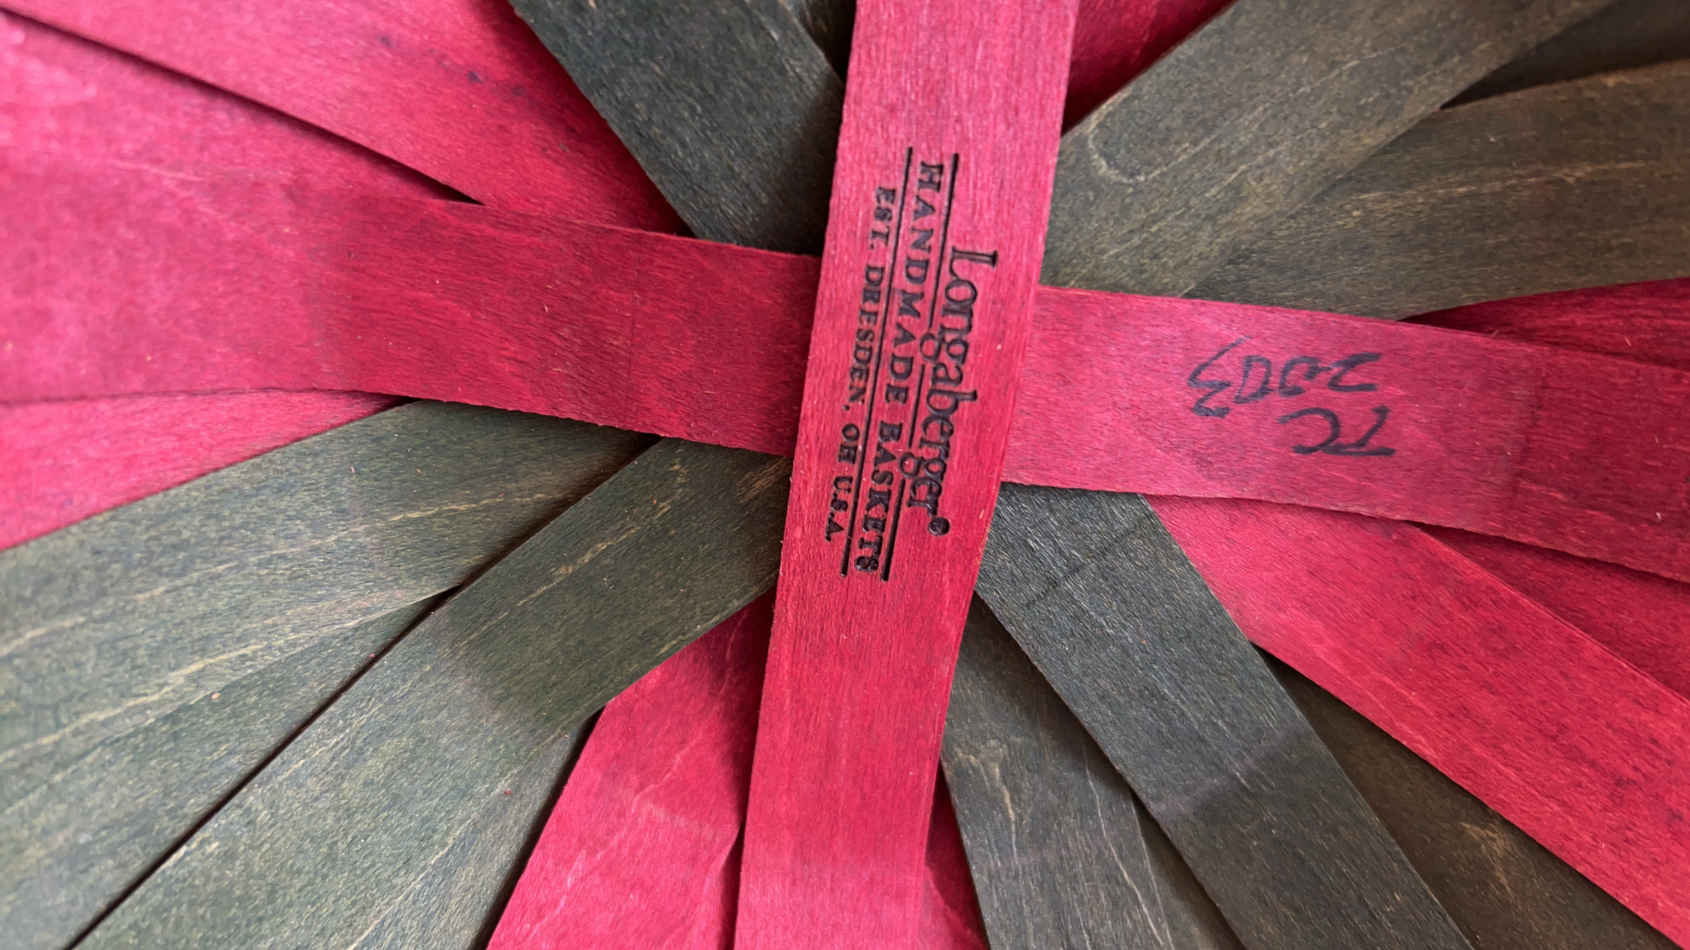 Longaberger®
HANDMADE BASKETS
EST. DRESDEN, OH U.S.A.
TC
2003